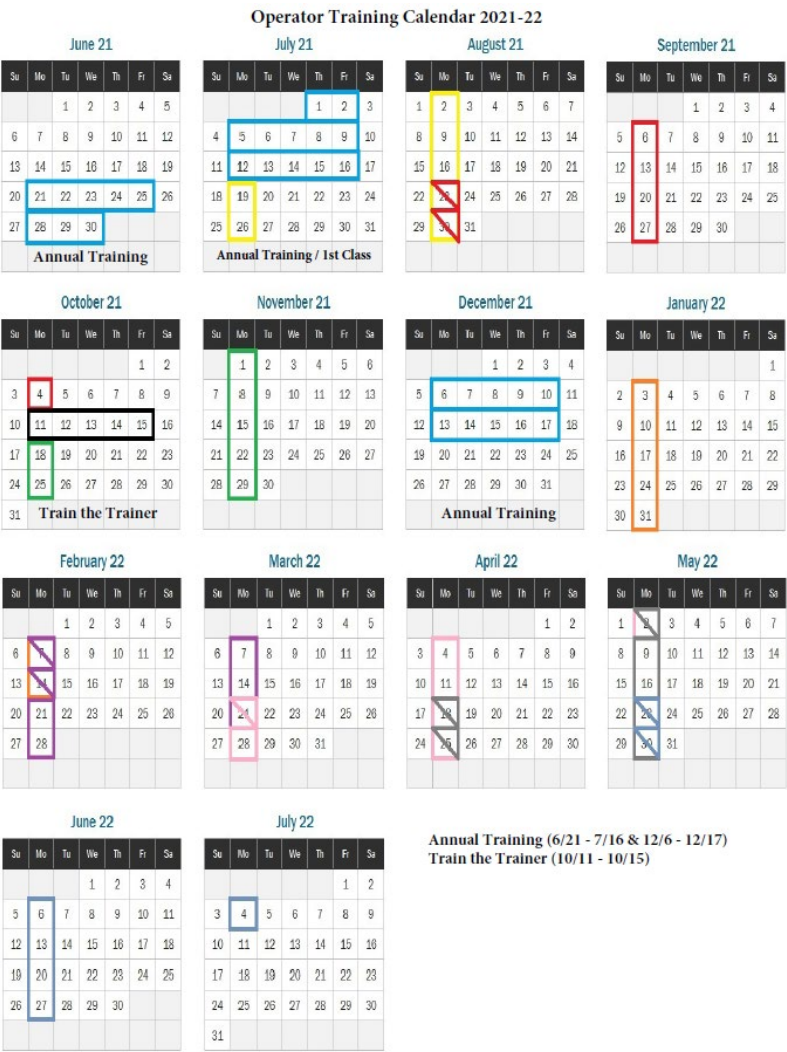 Operator Training Calendar 2021-22
June 21
Su Mo Tu We Th Fr Sa
1 2 3 4 5
6 7 8 9 10 11 12
13 14 15 16 17 18 19
20 21 22 23 24 25 26
27 28 29 30
Annual Training
July 21
Su Mo Tu We Th Fr Sa
1 2 3
4 5 6 7 8 9 10
11 12 13 14 15 16 17
18 19 20 21 22 23 24
25 26 27 28 29 30 31
Annual Training / 1st Class
August 21
Su Mo Tu We Th Fr Sa
1 2 3 4 5 6 7
8 9 10 11 12 13 14
15 16 17 18 19 20 21
22 23 24 25 26 27 28
29 30 31
September 21
Su Mo Tu We Th Fr Sa
1 2 3 4
5 6 7 8 9 10 11
12 13 14 15 16 17 18
19 20 21 22 23 24 25
26 27 28 29 30
October 21
Su Mo Tu We Th Fr Sa
1 2
3 4 5 6 7 8 9
10 11 12 13 14 15 16
17 18 19 20 21 22 23
24 25 26 27 28 29 30
31 Train the Trainer
November 21
Su Mo Tu We Th Fr Sa
1 2 3 4 5 6
7 8 9 10 11 12 13
14 15 16 17 18 19 20
21 22 23 24 25 26 27
28 29 30
December 21
Su Mo Tu We Th Fr Sa
1 2 3 4
5 6 7 8 9 10 11
12 13 14 15 16 17 18
19 20 21 22 23 24 25
26 27 28 29 30 31
Annual Training
January 22
Su Mo Tu We Th Fr Sa
1
2 3 4 5 6 7 8
9 10 11 12 13 14 15
16 17 18 19 20 21 22
23 24 25 26 27 28 29
30 31
February 22
Su Mo Tu We Th Fr Sa
1 2 3 4 5
6 7 8 9 10 11 12
13 14 15 16 17 18 19
20 21 22 23 24 25 26
27 28
March 22
Su Mo Tu We Th Fr Sa
1 2 3 4 5
6 7 8 9 10 11 12
13 14 15 16 17 18 19
20 21 22 23 24 25 26
27 28 29 30 31
April 22
Su Mo Tu We Th Fr Sa
1 2
3 4 5 6 7 8 9
10 11 12 13 14 15 16
17 18 19 20 21 22 23
24 25 26 27 28 29 30
May 22
Su Mo Tu We Th Fr Sa
1 2 3 4 5 6 7
8 9 10 11 12 13 14
15 16 17 18 19 20 21
22 23 24 25 26 27 28
29 30 31
June 22
Su Mo Tu We Th Fr Sa
1 2 3 4
5 6 7 8 9 10 11
12 13 14 15 16 17 18
19 20 21 22 23 24 25
26 27 28 29 30
July 22
Su Mo Tu We Th Fr Sa
1 2
3 4 5 6 7 8 9
10 11 12 13 14 15 16
17 18 19 20 21 22 23
24 25 26 27 28 29 30
31
Annual Training (6/21 - 7/16 & 12/6 - 12/17)
Train the Trainer (10/11 - 10/15)